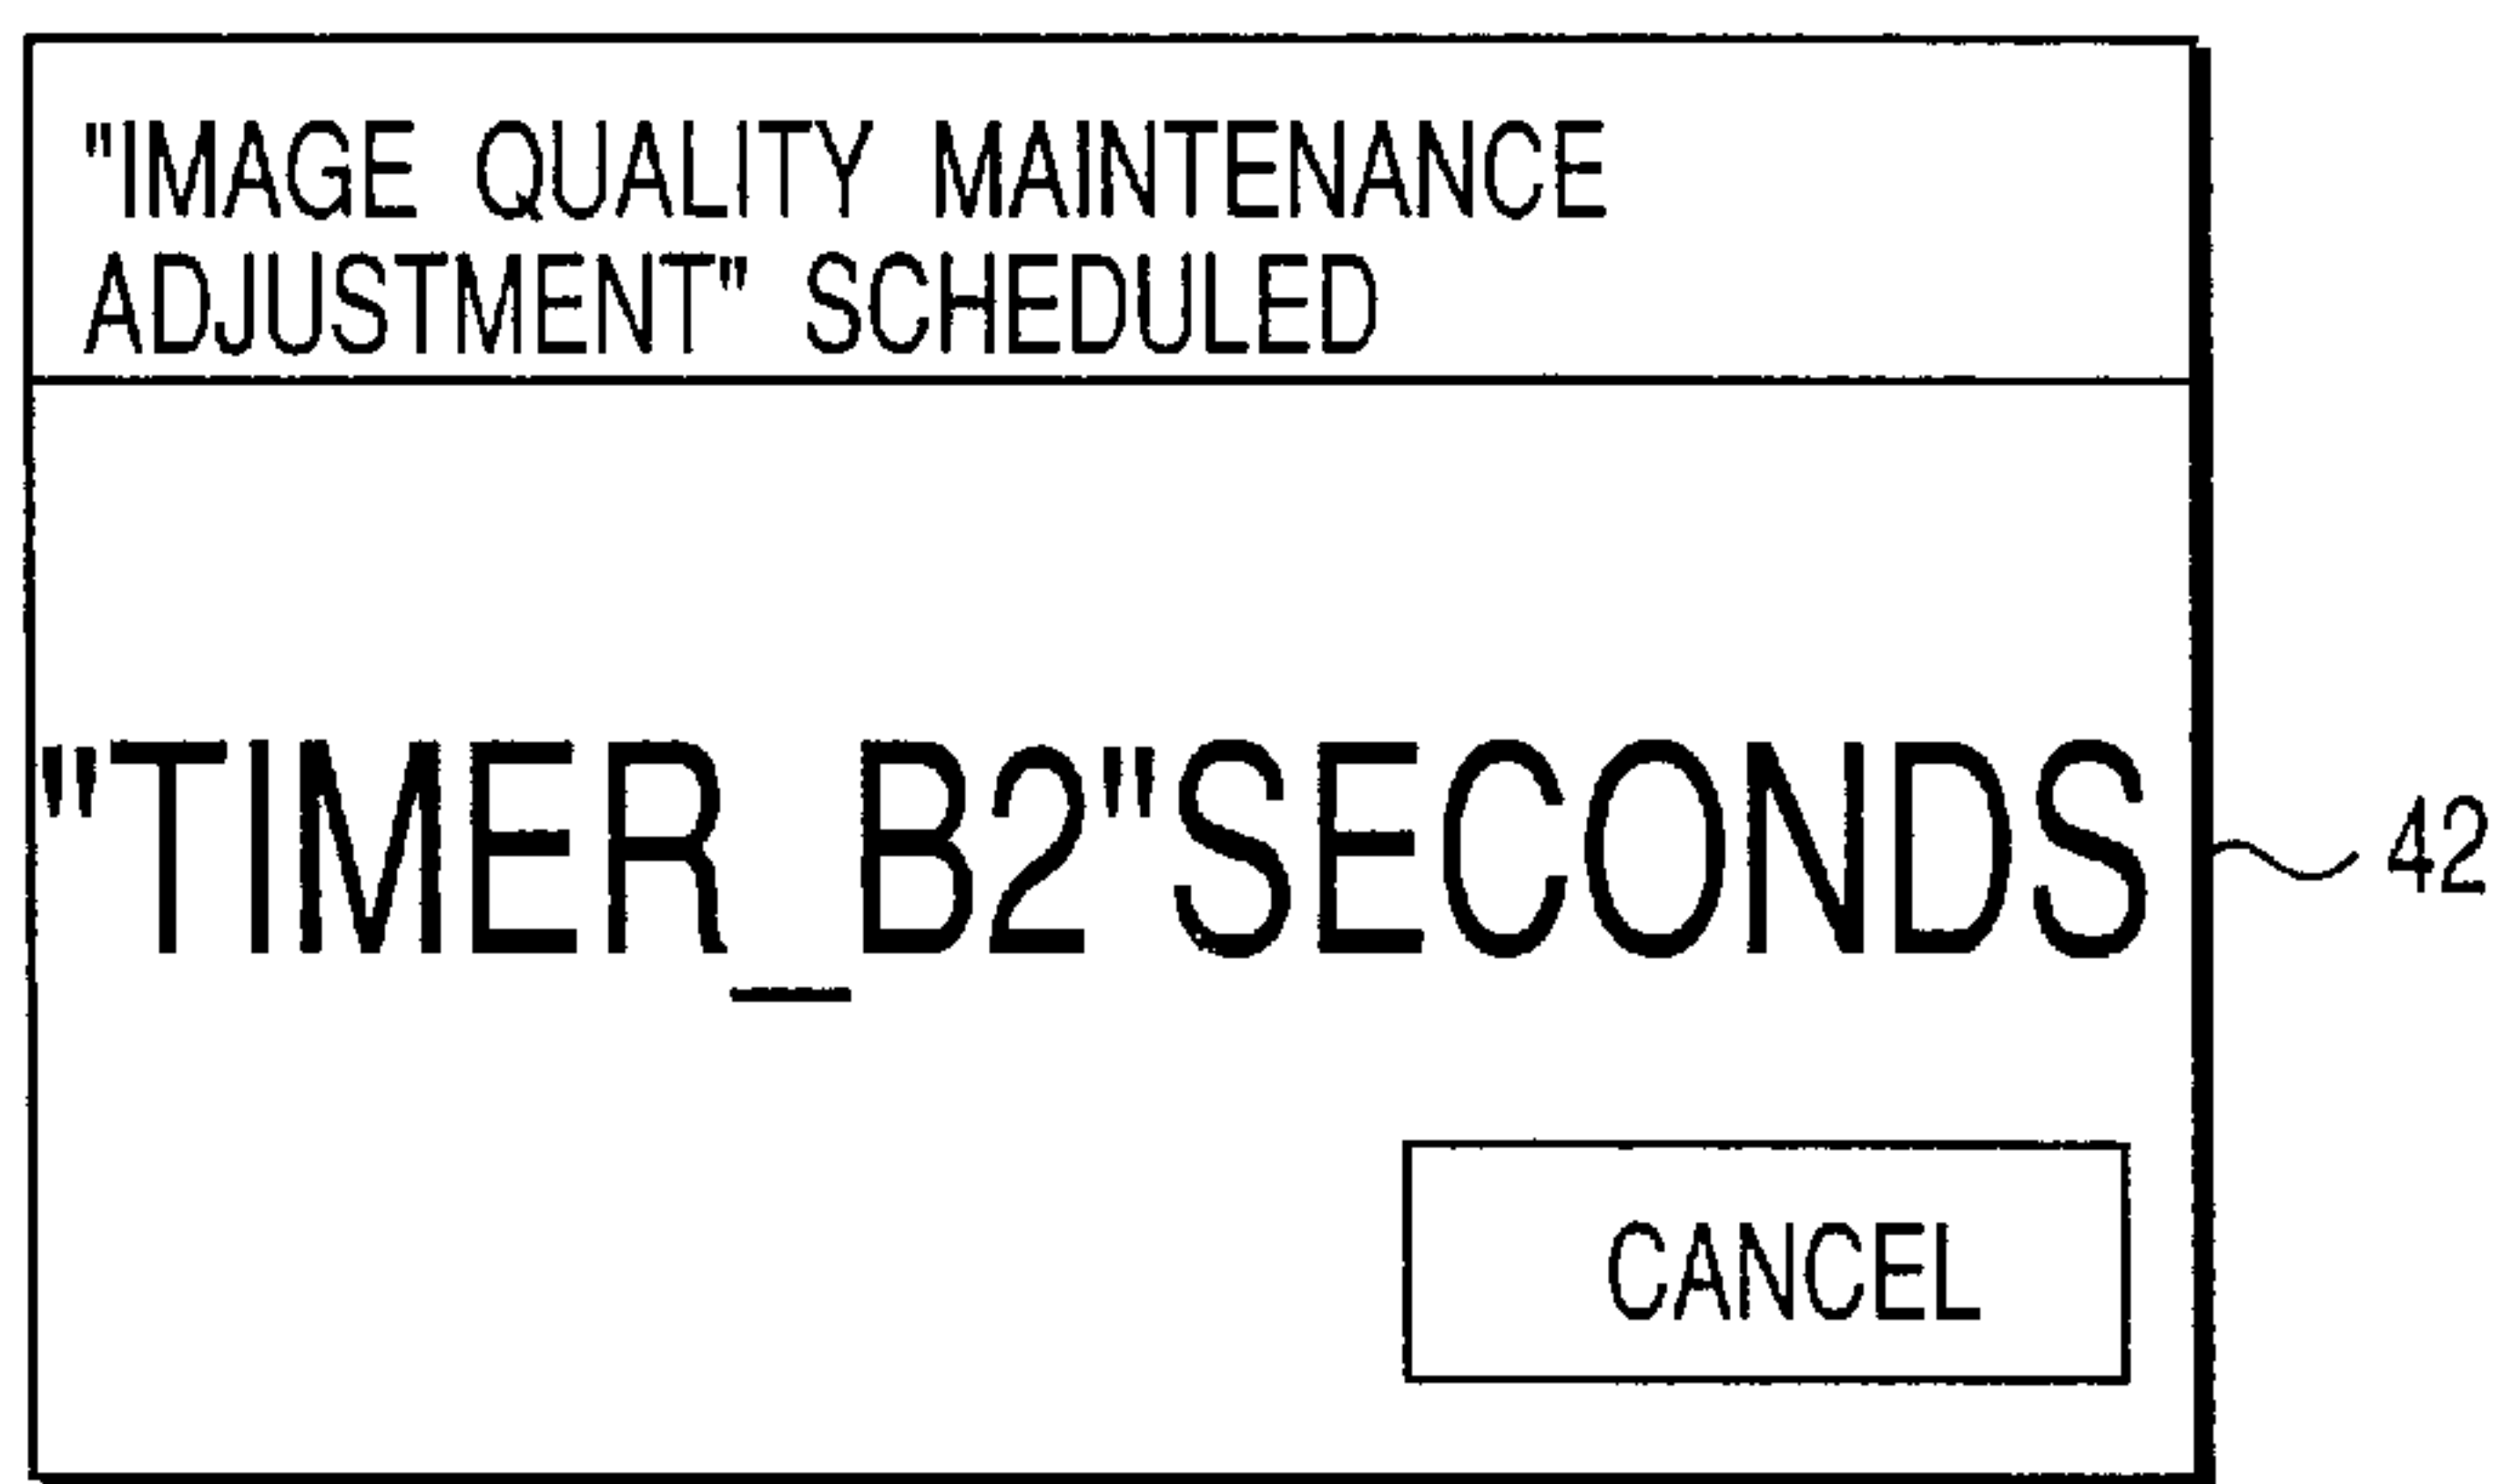 "IMAGE QUALITY MAINTENANCE
ADJUSTMENT" SCHEDULED
"TIMER_B2"SECONDS
42
CANCEL